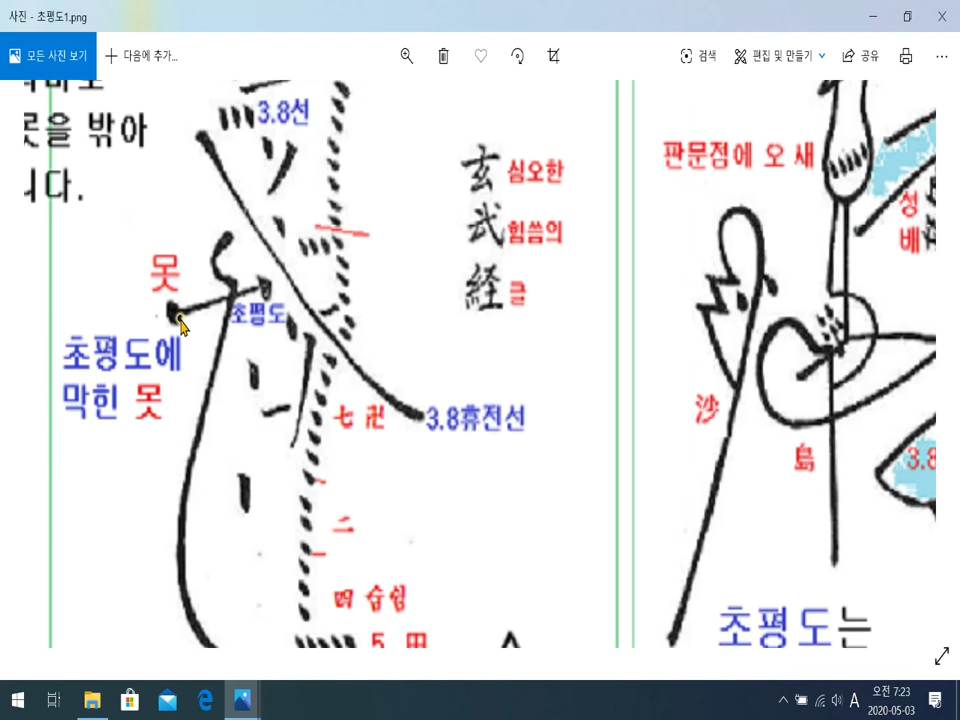 사진 - 초평도1.png
모든 사진 보기
다음에 추가...
검색
편집 및 만들기
공유
못을 밖아
니다.
3.8선
못
초평도
초평도에
막힌 못
3.8휴전선
玄 심오한
武 힘씀의
経 글
七 卍
二
四 습쉼
5 田
판문점에 오 새
성
배
沙
島
3.8
초평도는
A
오전 7:23
2020-05-03